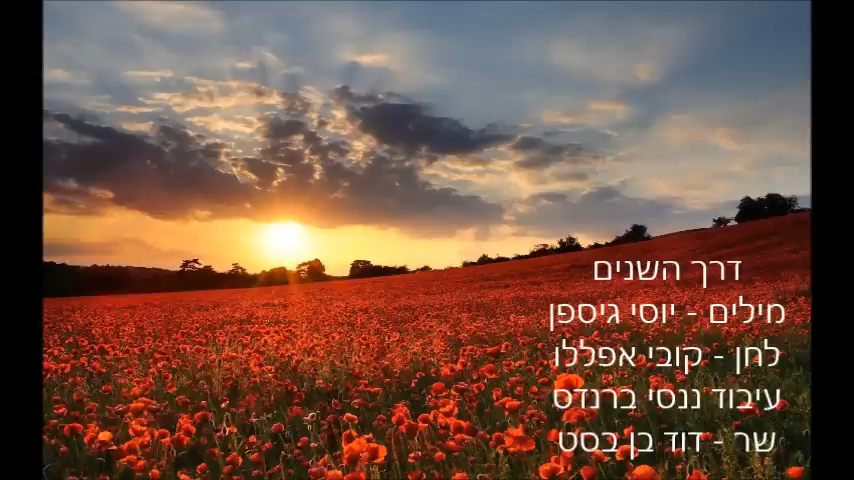 דרך השנים
מילים - יוסי גיספן
לחן - קובי אפללו
עיבוד ננסי ברנדס
שר - דוד בן בסט